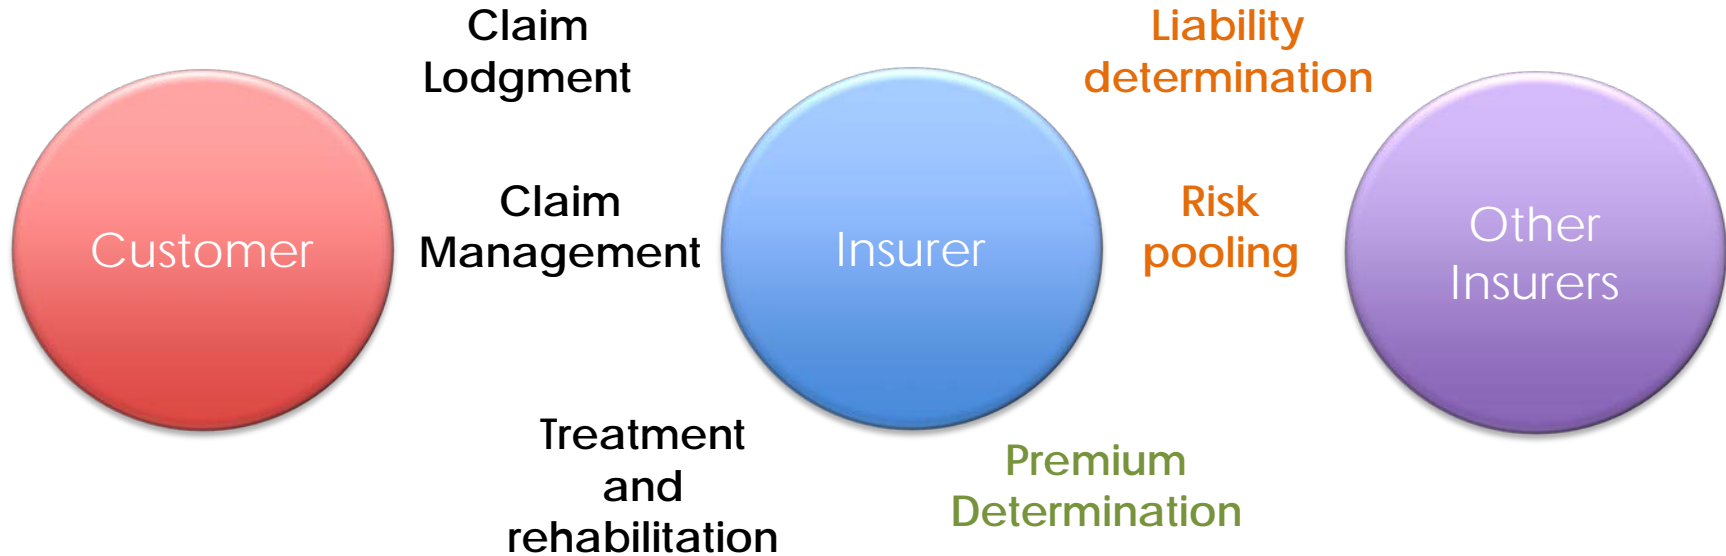 Claim
Lodgment
Liability
determination
Customer
Claim
Management
Insurer
Risk
pooling
Other
Insurers
Treatment
and
rehabilitation
Premium
Determination